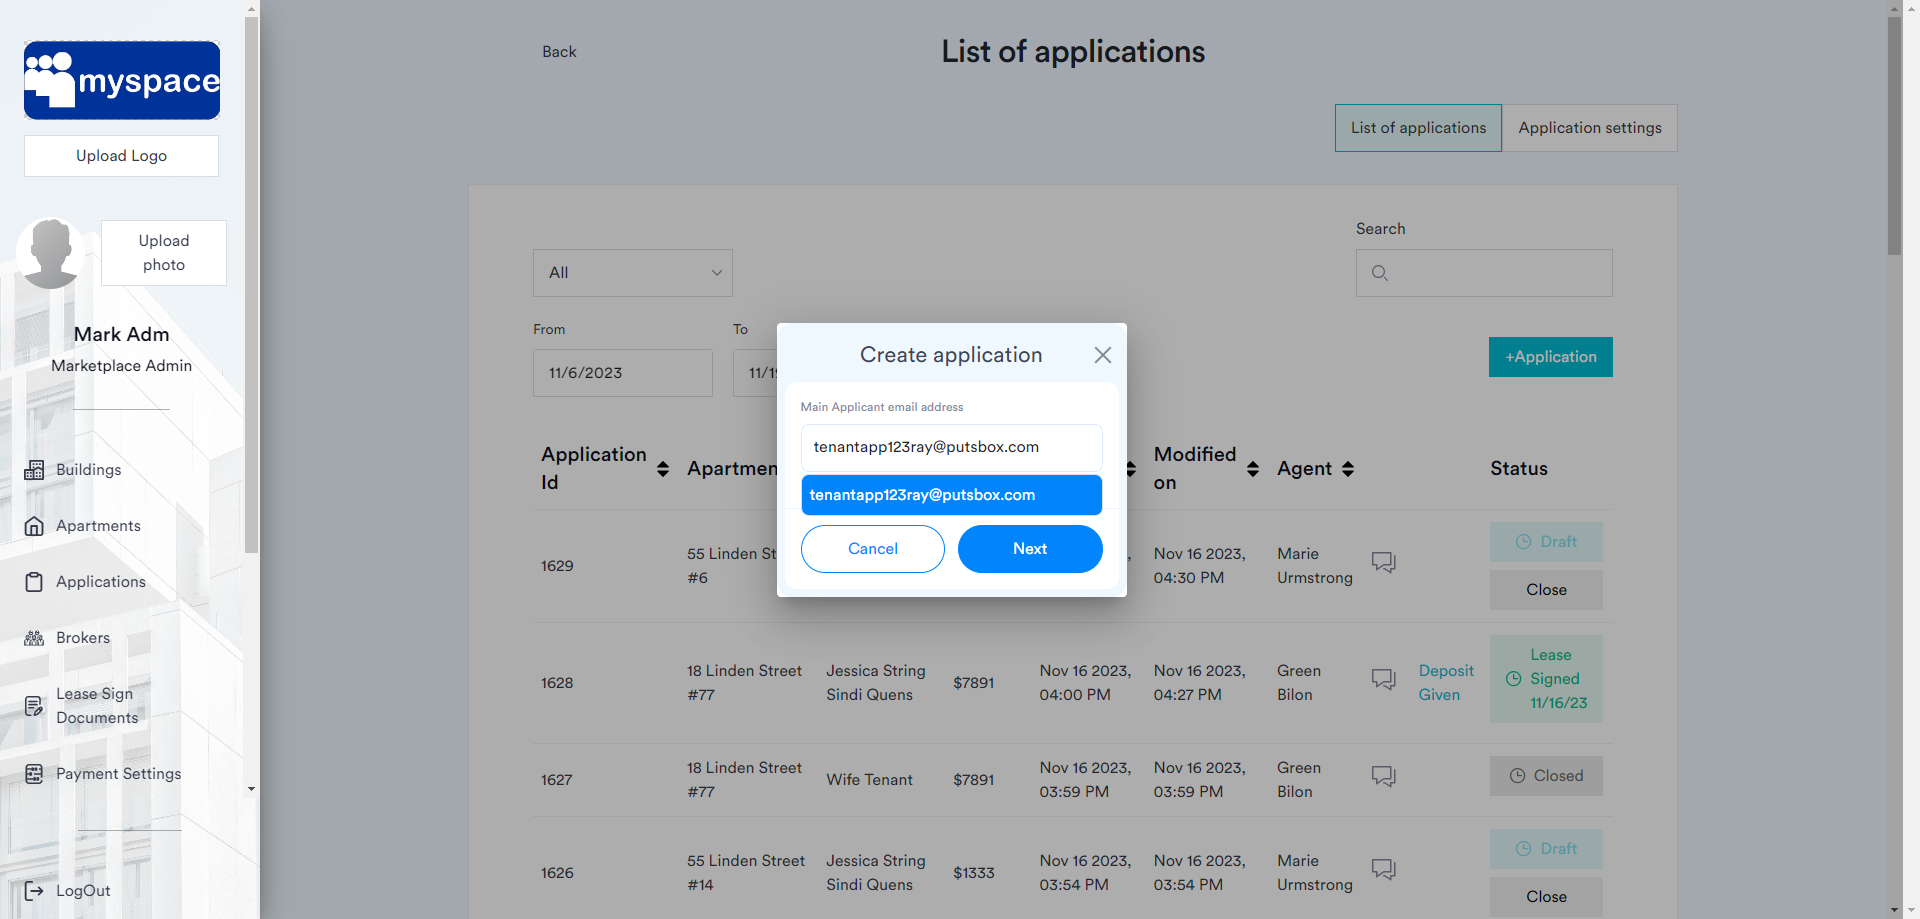 myspace
Upload Logo
Upload
photo
Mark Adm
Marketplace Admin
Buildings
Apartments
Applications
Brokers
Lease Sign
Documents
Payment Settings
LogOut
Back
List of applications
List of applications
Application settings
Search
All
From
To
11/6/2023
+Application
Create application
Main Applicant email address
tenantapp123ray@putsbox.com
tenantapp123ray@putsbox.com
Cancel
Next
Application
Id
Modified
on
Agent
Status
1629
55 Linden
#6
Nov 16 2023,
04:30 PM
Marie
Urmstrong
Draft
Close
1628
18 Linden Street
#77
Jessica String
Sindi Quens
$7891
Nov 16 2023,
04:00 PM
Nov 16 2023,
04:27 PM
Green
Bilon
Deposit
Given
Lease
Signed
11/16/23
1627
18 Linden Street
#77
Wife Tenant
$7891
Nov 16 2023,
03:59 PM
Nov 16 2023,
03:59 PM
Green
Bilon
Closed
1626
55 Linden Street
#14
Jessica String
Sindi Quens
$1333
Nov 16 2023,
03:54 PM
Nov 16 2023,
03:54 PM
Marie
Urmstrong
Draft
Close